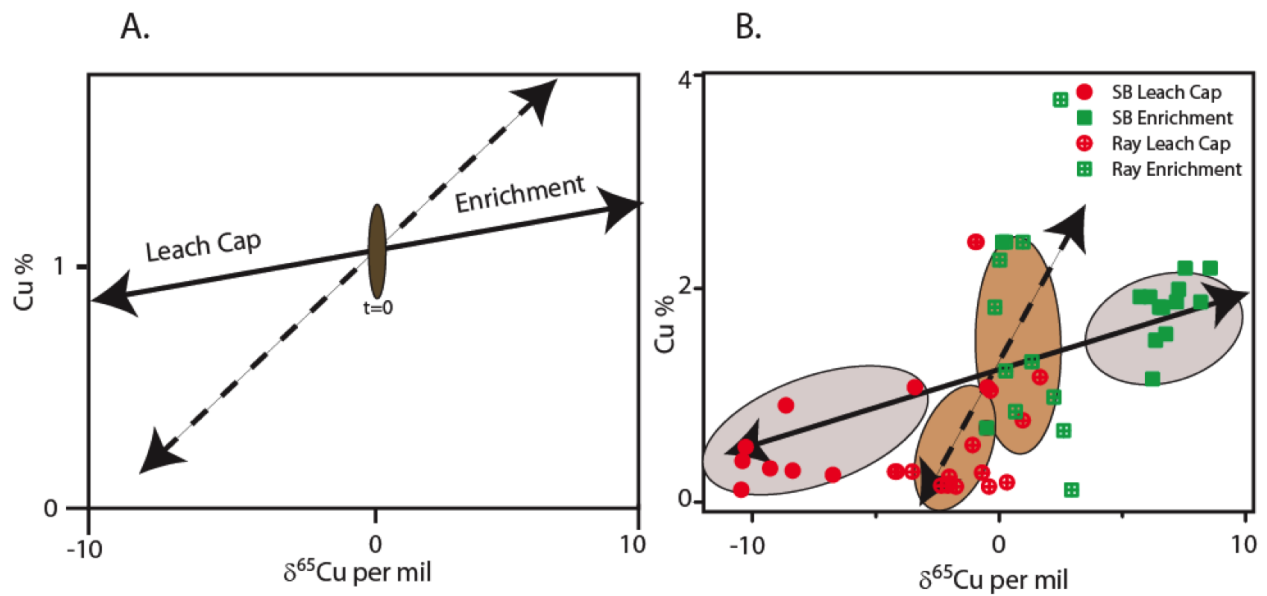 A.
Cu %
1
0
Leach Cap
Enrichment
t=0
-10
0
10
δ⁶⁵Cu per mil
B.
Cu %
4
2
0
SB Leach Cap
SB Enrichment
Ray Leach Cap
Ray Enrichment
-10
0
10
δ⁶⁵Cu per mil